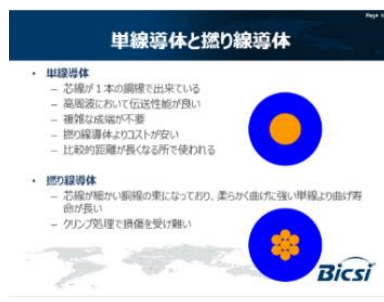 単線導体と撚り線導体
• 単線導体
– 芯線が1本の銅線で出来ている
– 高周波において伝送性能が良い
– 複雑な成端が不要
– 撚り線導体よりコストが安い
– 比較的距離が長くなる所で使われる
• 撚り線導体
– 芯線が細かい銅線の束になっており、柔らかく曲げに強い単線より曲げ寿
命が長い
– クリンプ処理で損傷を受け難い
Bicsi